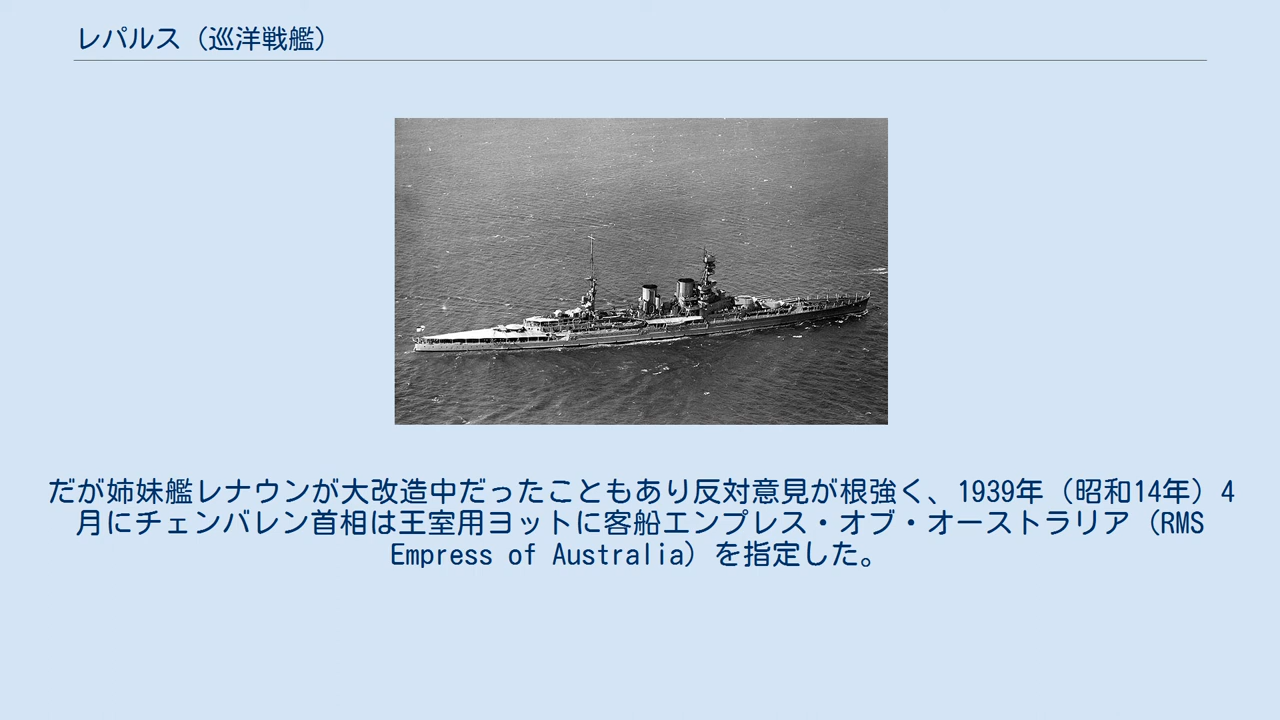 レパルス（巡洋戦艦）
だが姉妹艦レナウンが大改造中だったこともあり反対意見が根強く、1939年（昭和14年）4
月にチェンバレン首相は王室用ヨットに客船エンプレス・オブ・オーストラリア（RMS
Empress of Australia）を指定した。